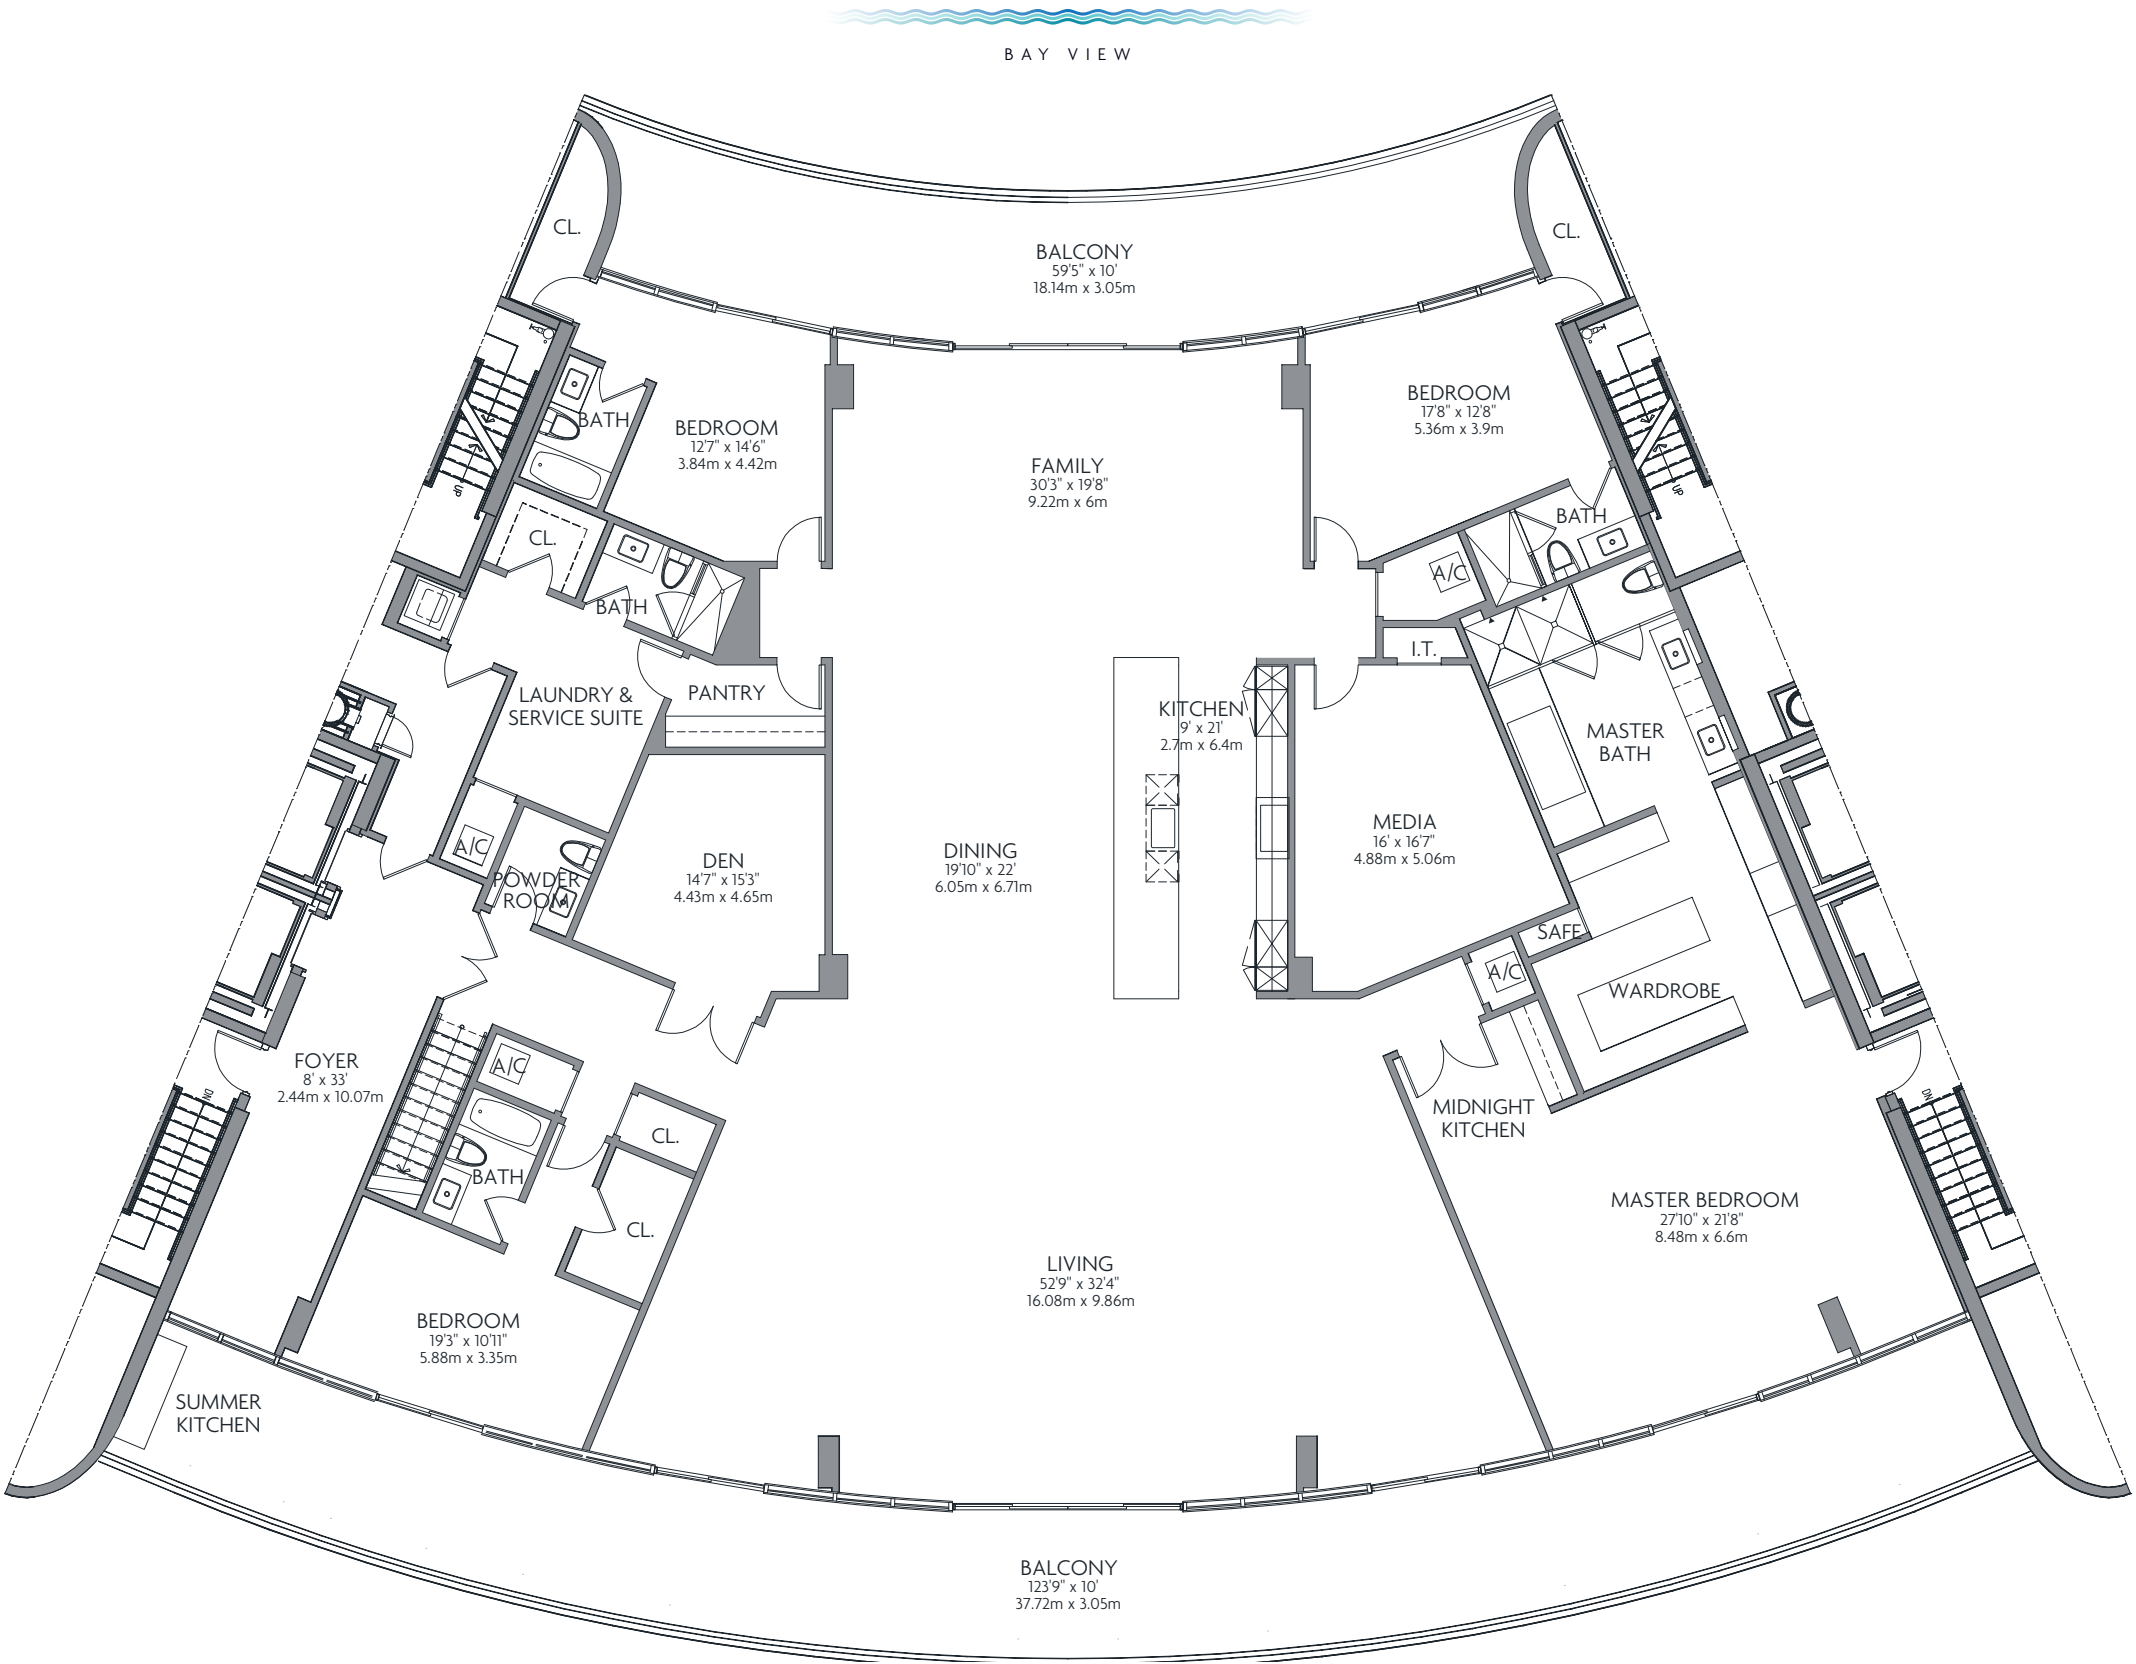 BAY VIEW
CL.
CL.
BALCONY
59'5" x 10'
18.14m x 3.05m
BATH
BEDROOM
12'7" x 14'6"
3.84m x 4.42m
FAMILY
30'3" x 19'8"
9.22m x 6m
BEDROOM
17'8" x 12'8"
5.36m x 3.9m
UP
UP
CL.
BATH
BATH
A/C
I.T.
LAUNDRY &
SERVICE SUITE
PANTRY
KITCHEN
9' x 21'
2.7m x 6.4m
MASTER
BATH
A/C
POWDER
ROOM
DEN
14'7" x 15'3"
4.43m x 4.65m
DINING
19'10" x 22'
6.05m x 6.71m
MEDIA
16' x 16'7"
4.88m x 5.06m
SAFE
A/C
WARDROBE
FOYER
8' x 33'
2.44m x 10.07m
DN
A/C
BATH
CL.
CL.
MIDNIGHT
KITCHEN
DN
MASTER BEDROOM
27'10" x 21'8"
8.48m x 6.6m
LIVING
52'9" x 32'4"
16.08m x 9.86m
BEDROOM
19'3" x 10'11"
5.88m x 3.35m
SUMMER
KITCHEN
BALCONY
123'9" x 10'
37.72m x 3.05m